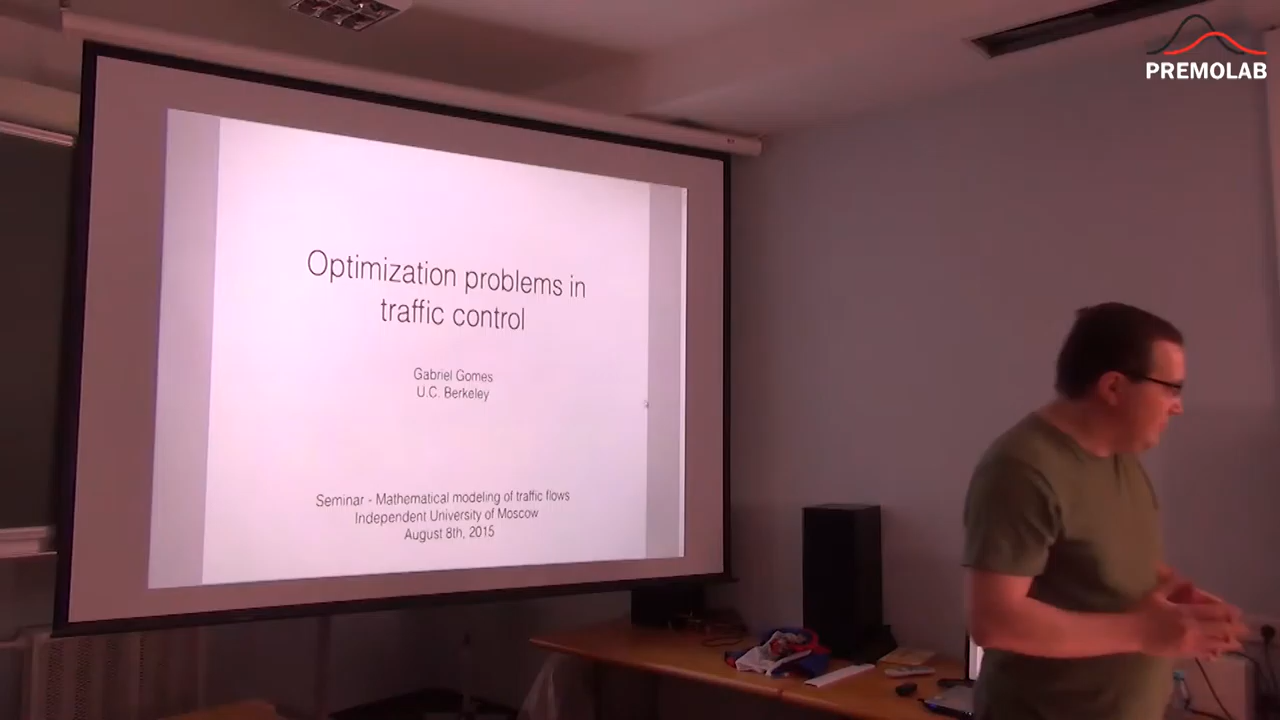 PREMOLAB
Optimization problems in
traffic control
Gabriel Gomes
U.C. Berkeley
Seminar - Mathematical modeling of traffic flows
Independent University of Moscow
August 8th, 2015